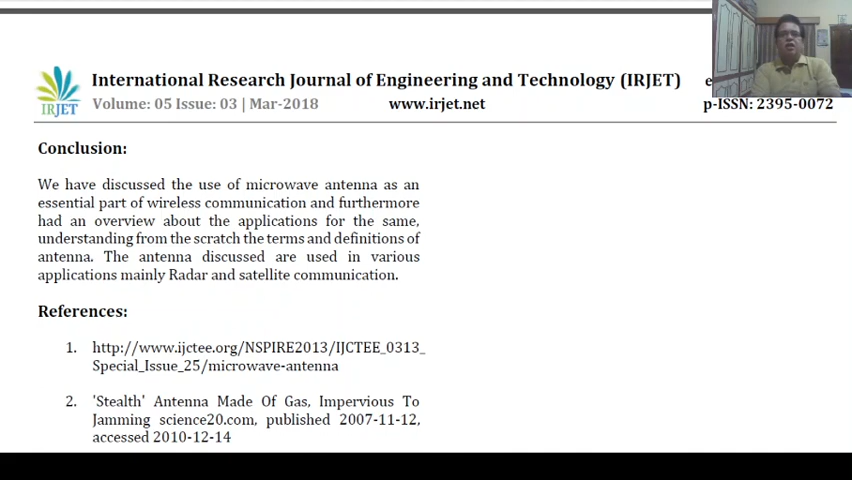 International Research Journal of Engineering and Technology (IRJET)
e
IRJET
Volume: 05 Issue: 03 | Mar-2018
www.irjet.net
p-ISSN: 2395-0072
Conclusion:
We have discussed the use of microwave antenna as an
essential part of wireless communication and furthermore
had an overview about the applications for the same,
understanding from the scratch the terms and definitions of
antenna. The antenna discussed are used in various
applications mainly Radar and satellite communication.
References:
1. http://www.ijctee.org/NSPIRE2013/IJCTEE_0313_
Special_Issue_25/microwave-antenna
2. 'Stealth' Antenna Made Of Gas, Impervious To
Jamming science20.com, published 2007-11-12,
accessed 2010-12-14